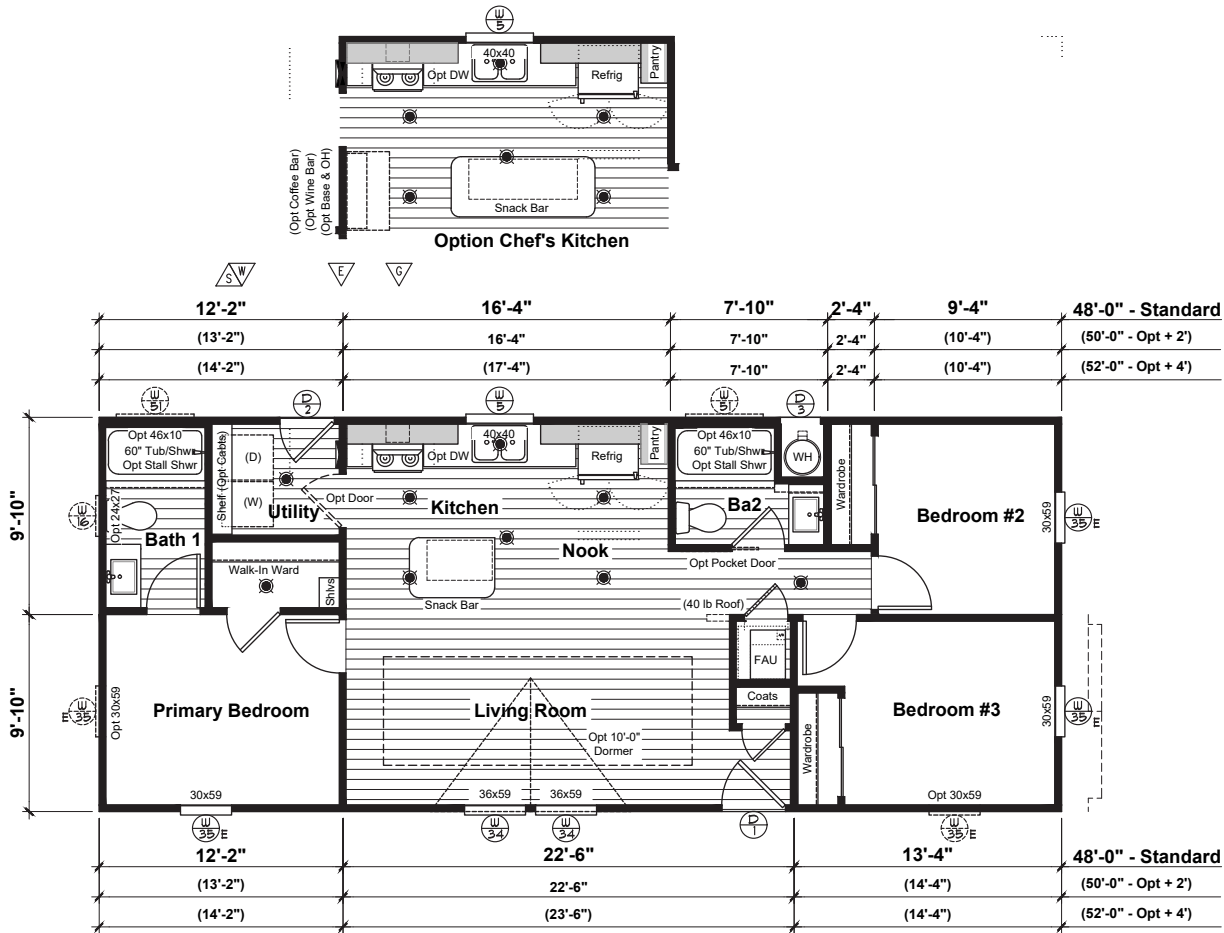 W
5
40x40
Opt DW
Refrig
Pantry
(Opt Coffee Bar)
(Opt Wine Bar)
(Opt Base & OH)
Snack Bar
Option Chef's Kitchen
S W E G
12'-2" 16'-4" 7'-10" 2'-4" 9'-4" 48'-0" - Standard
(13'-2") 16'-4" 7'-10" 2'-4" (10'-4") (50'-0" - Opt + 2')
(14'-2") (17'-4") 7'-10" 2'-4" (10'-4") (52'-0" - Opt + 4')
W
51
D
2
W
5
W
51
D
3
9'-10"
Opt 46x10
60" Tub/Shwr
Opt Stall Shwr
Shelf (Opt Cabts)
(D)
(W)
Utility
Opt Door
40x40
Opt DW
Refrig
Pantry
Kitchen
Opt 46x10
60" Tub/Shwr
Opt Stall Shwr
WH
Wardrobe
W
16
Opt 24x27
Bath 1
Ba2
Bedroom #2
30x59
W
35 E
Nook
Opt Pocket Door
Walk-In Ward
Shlvs
Snack Bar
(40 lb Roof)
FAU
9'-10"
E W
35
Opt 30x59
Primary Bedroom
Living Room
Coats
Bedroom #3
30x59
W
35
E
Opt 10'-0"
Dormer
Wardrobe
30x59
36x59
36x59
Opt 30x59
W
35 E
W
34
W
34
D
1
W
35 E
12'-2" 22'-6" 13'-4" 48'-0" - Standard
(13'-2") 22'-6" (14'-4") (50'-0" - Opt + 2')
(14'-2") (23'-6") (14'-4") (52'-0" - Opt + 4')